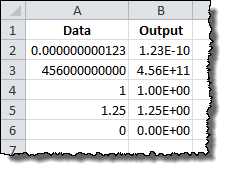 A B
1 Data Output
2 0.000000000123 1.23E-10
3 456000000000 4.56E+11
4 1 1.00E+00
5 1.25 1.25E+00
6 0 0.00E+00
7